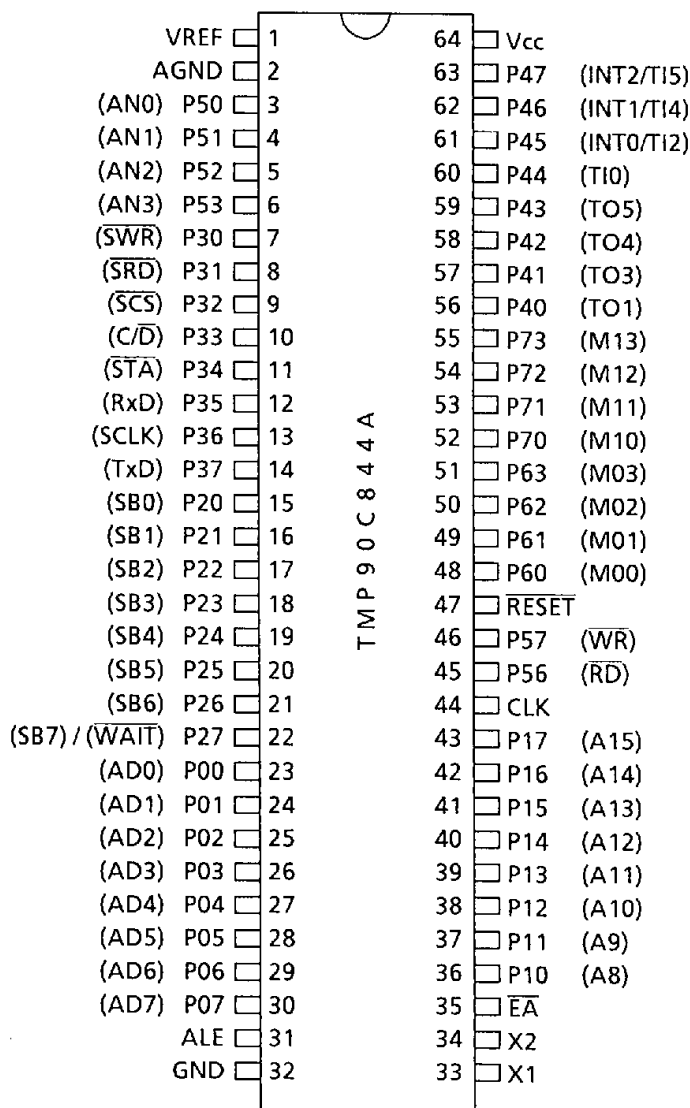 VREF 1 64 Vcc
AGND 2 63 P47 (INT2/TI5)
(AN0) P50 3 62 P46 (INT1/TI4)
(AN1) P51 4 61 P45 (INT0/TI2)
(AN2) P52 5 60 P44 (TI0)
(AN3) P53 6 59 P43 (TO5)
(S̅W̅R̅) P30 7 58 P42 (TO4)
(S̅R̅D̅) P31 8 57 P41 (TO3)
(S̅C̅S̅) P32 9 56 P40 (TO1)
(C/D̅) P33 10 55 P73 (M13)
(S̅T̅A̅) P34 11 54 P72 (M12)
(RxD) P35 12 53 P71 (M11)
(SCLK) P36 13 52 P70 (M10)
(TxD) P37 14 51 P63 (M03)
(SB0) P20 15 50 P62 (M02)
(SB1) P21 16 49 P61 (M01)
(SB2) P22 17 48 P60 (M00)
(SB3) P23 18 47 R̅E̅S̅E̅T̅
(SB4) P24 19 46 P57 (W̅R̅)
(SB5) P25 20 45 P56 (R̅D̅)
(SB6) P26 21 44 CLK
(SB7) / (W̅A̅I̅T̅) P27 22 43 P17 (A15)
(AD0) P00 23 42 P16 (A14)
(AD1) P01 24 41 P15 (A13)
(AD2) P02 25 40 P14 (A12)
(AD3) P03 26 39 P13 (A11)
(AD4) P04 27 38 P12 (A10)
(AD5) P05 28 37 P11 (A9)
(AD6) P06 29 36 P10 (A8)
(AD7) P07 30 35 E̅A̅
ALE 31 34 X2
GND 32 33 X1
TMP90C844A